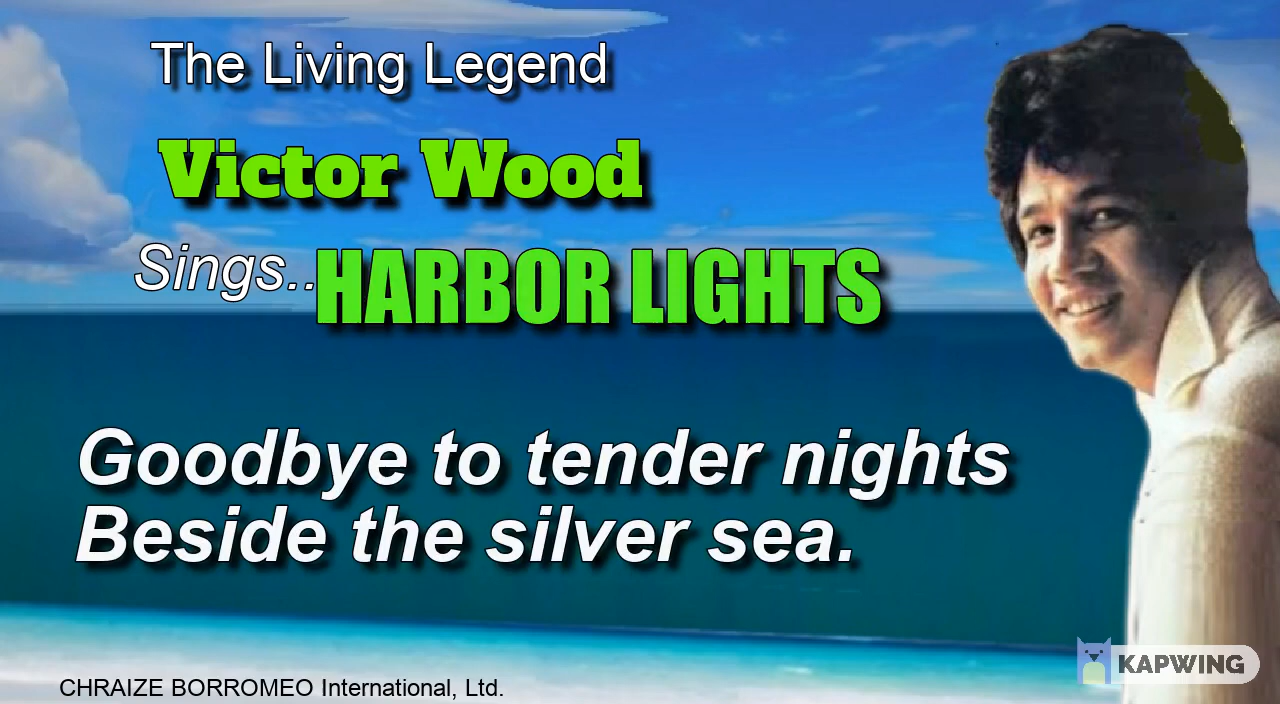 The Living Legend
Victor Wood
Sings..HARBOR LIGHTS
Goodbye to tender nights
Beside the silver sea.
KAPWING
CHRAIZE BORROMEO International, Ltd.